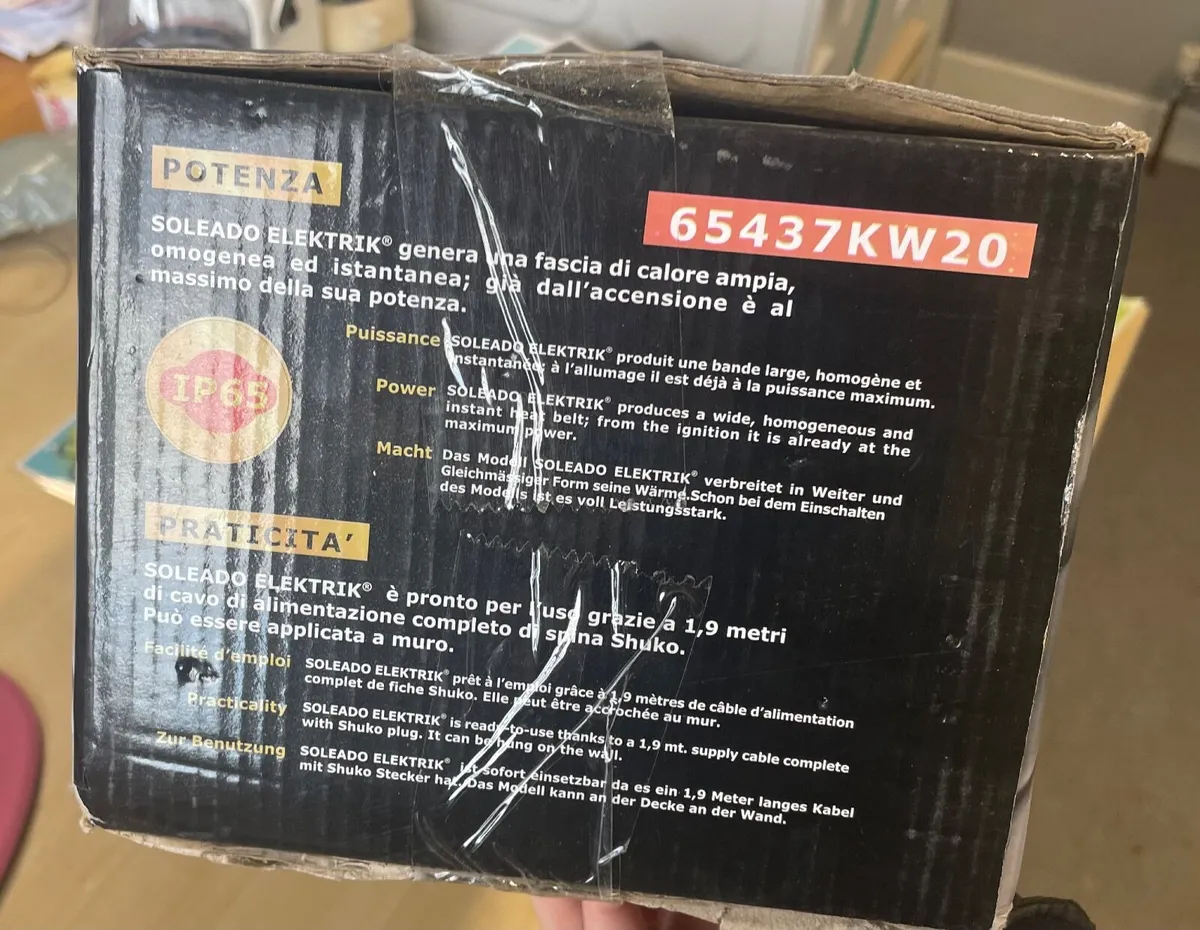 POTENZA
65437KW20
SOLEADO ELEKTRIK® genera una fascia di calore ampia,
omogenea ed istantanea; già dall'accensione è al
massimo della sua potenza.
IP65
Puissance SOLEADO ELEKTRIK® produit une bande large, homogène et
instantanée; à l'allumage il est déjà à la puissance maximum.
Power SOLEADO ELEKTRIK® produces a wide, homogeneous and
instant heat belt; from the ignition it is already at the
maximum power.
Macht Das Modell SOLEADO ELEKTRIK® verbreitet in Weiter und
Gleichmässiger Form seine Wärme.Schon bei dem Einschalten
des Modells ist es voll Leistungsstark.
PRATICITA'
SOLEADO ELEKTRIK® è pronto per l'uso grazie a 1,9 metri
di cavo di alimentazione completo di spina Shuko.
Può essere applicata a muro.
Facilité d'emploi SOLEADO ELEKTRIK® prêt à l'emploi grâce à 1,9 mètres de câble d'alimentation
complet de fiche Shuko. Elle peut être accrochée au mur.
Practicality SOLEADO ELEKTRIK® is ready-to-use thanks to a 1,9 mt. supply cable complete
with Shuko plug. It can be hung on the wall.
Zur Benutzung SOLEADO ELEKTRIK® ist sofort einsetzbar da es ein 1,9 Meter langes Kabel
mit Shuko Stecker hat. Das Modell kann an der Decke an der Wand.